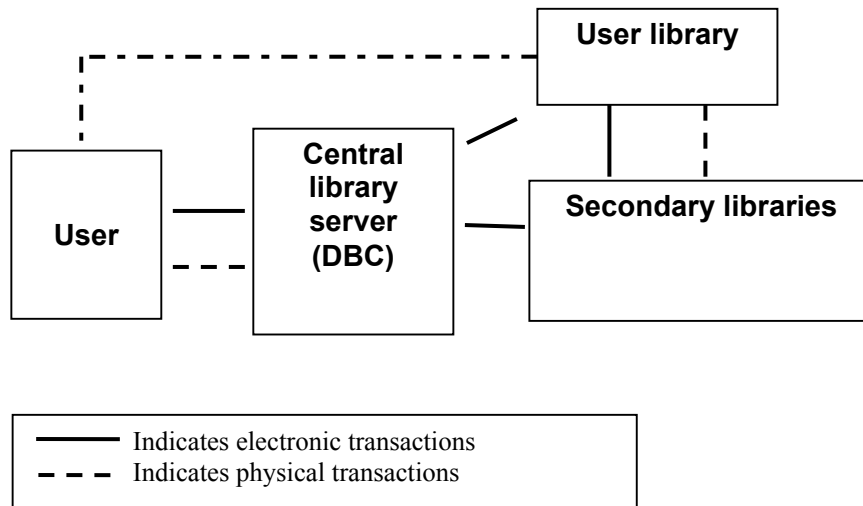 User library
Central
library
server
(DBC)
User
Secondary libraries
Indicates electronic transactions
Indicates physical transactions